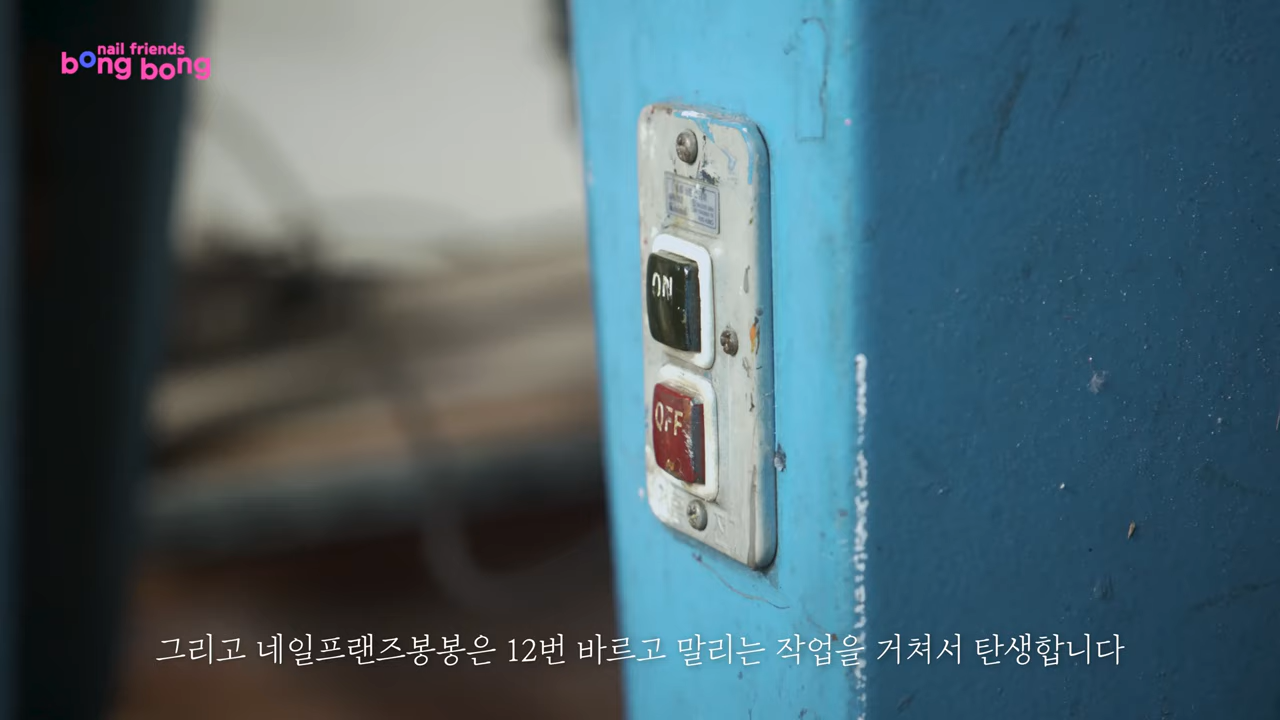 nail friends
bong bong
ON
OFF
그리고 네일프랜즈봉봉은 12번 바르고 말리는 작업을 거쳐서 탄생합니다